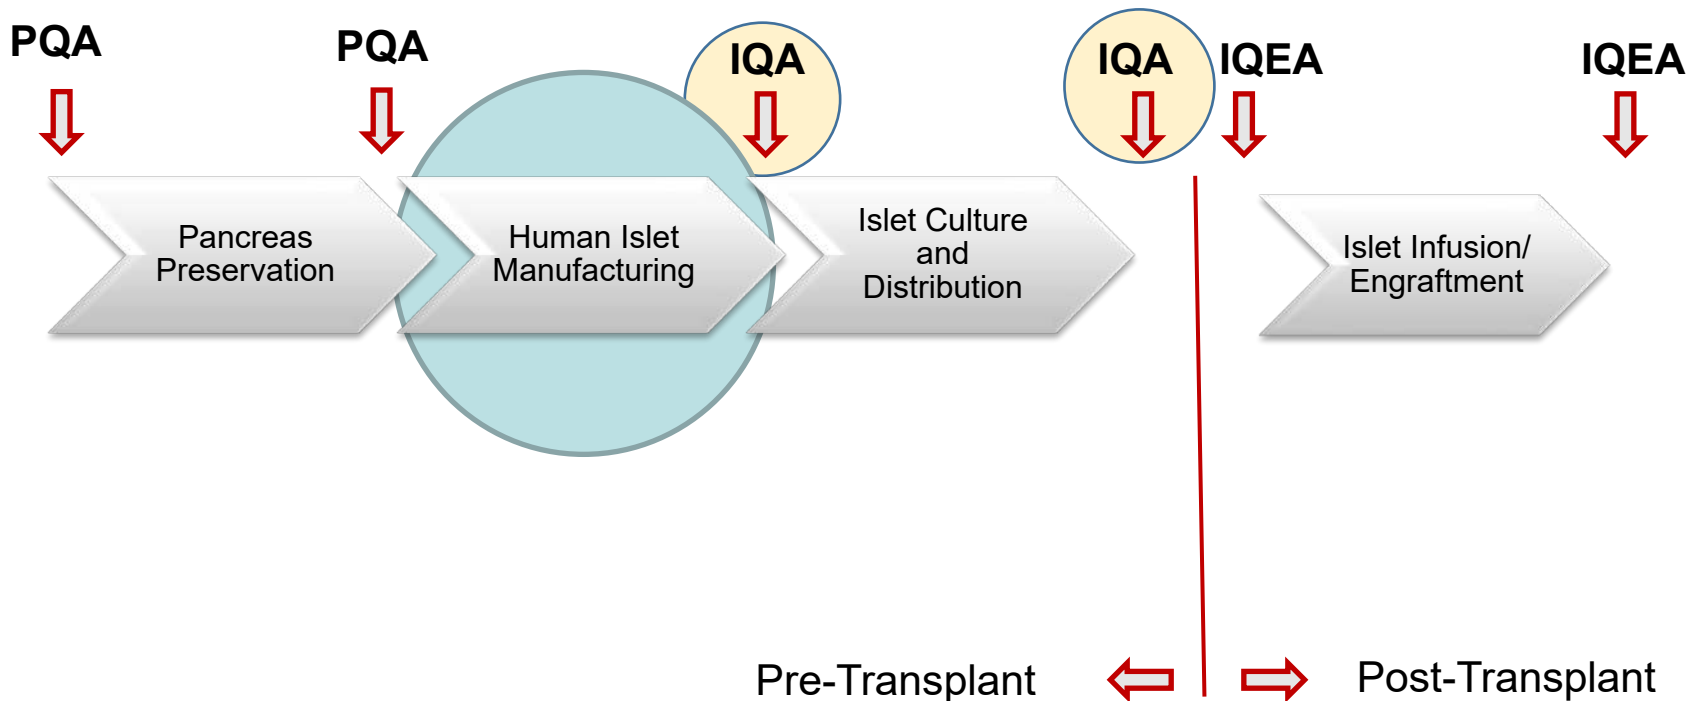 PQA
PQA
IQA
IQA
IQEA
IQEA
Pancreas
Preservation
Human Islet
Manufacturing
Islet Culture
and
Distribution
Islet Infusion/
Engraftment
Pre-Transplant
Post-Transplant